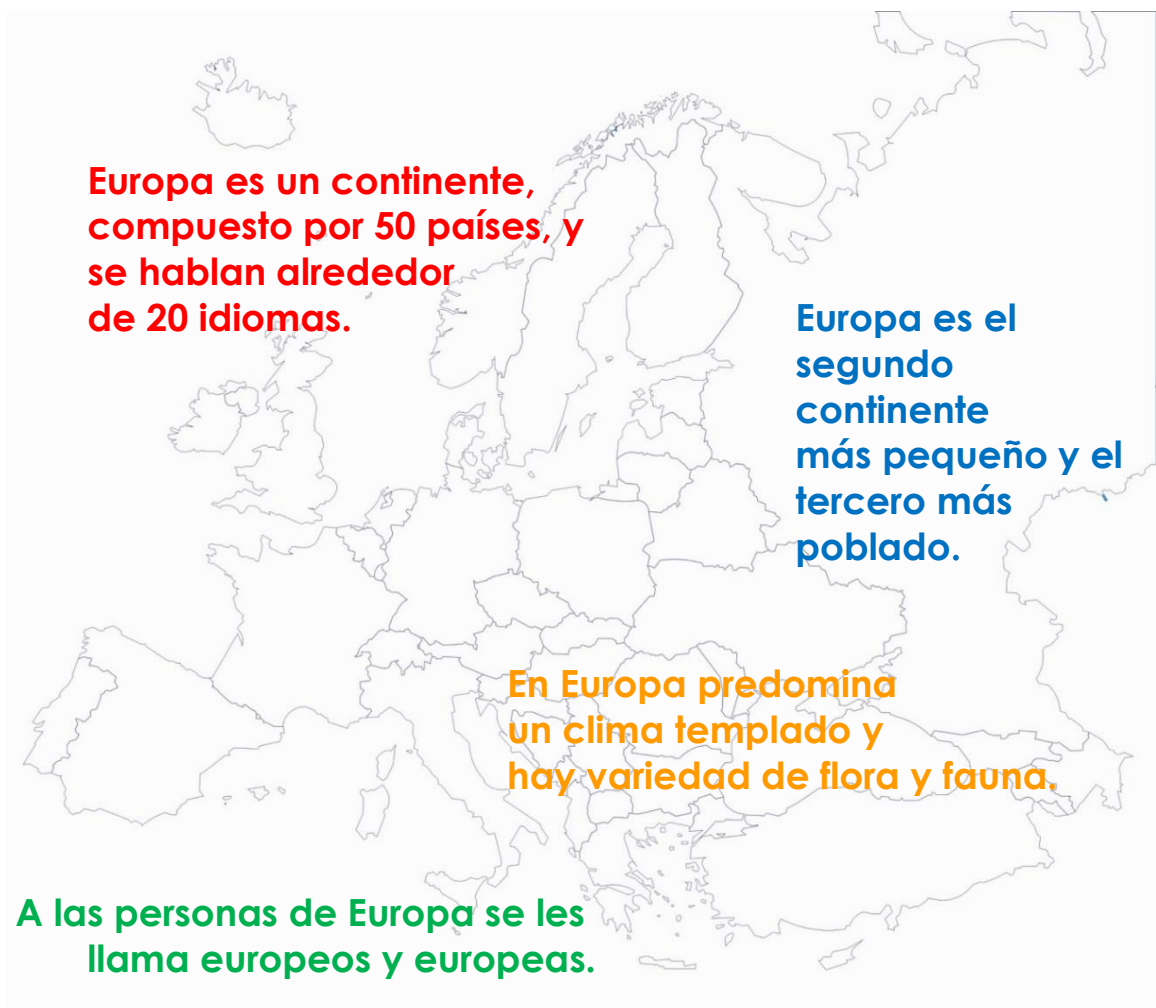 Europa es un continente,
compuesto por 50 países, y
se hablan alrededor
de 20 idiomas.
Europa es el
segundo
continente
más pequeño y el
tercero más
poblado.
En Europa predomina
un clima templado y
hay variedad de flora y fauna.
A las personas de Europa se les
llama europeos y europeas.